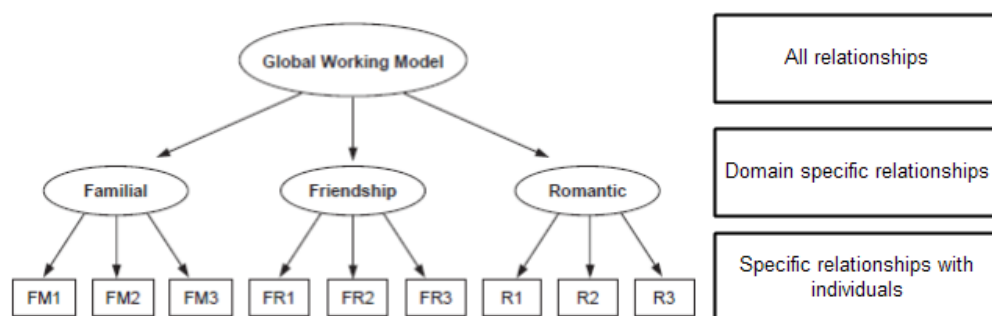 Global Working Model
All relationships
Familial
Friendship
Romantic
Domain specific relationships
FM1
FM2
FM3
FR1
FR2
FR3
R1
R2
R3
Specific relationships with
individuals